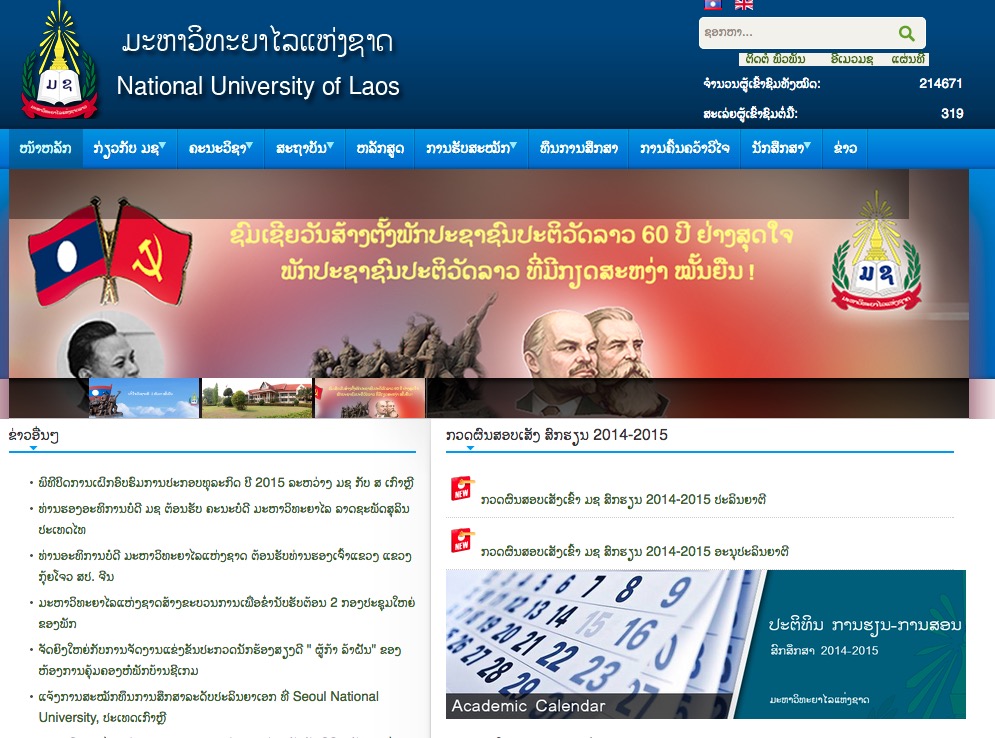 ມະຫາວິທະຍາໄລແຫ່ງຊາດ
National University of Laos
ຊອກຫາ...
ຕິດຕໍ່ ພົວພັນ ອີເມວມຊ ແຜ່ນທີ່
ຈຳນວນຜູ້ເຂົ້າຊົມທັງໝົດ: 214671
ສະເລ່ຍຜູ້ເຂົ້າຊົມຕໍ່ມື້: 319
ໜ້າຫລັກ ກ່ຽວກັບ ມຊ ຄະນະວິຊາ ສະຖາບັນ ຫລັກສູດ ການຮັບສະໝັກ ທຶນການສຶກສາ ການຄົ້ນຄວ້າວິໄຈ ນັກສຶກສາ ຂ່າວ
ຊົມເຊີຍວັນສ້າງຕັ້ງພັກປະຊາຊົນປະຕິວັດລາວ 60 ປີ ຢ່າງສຸດໃຈ
ພັກປະຊາຊົນປະຕິວັດລາວ ທີ່ມີກຽດສະຫງ່າ ໝັ້ນຍືນ !
ມ ຊ
ຂ່າວອື່ນໆ
ພິທີປິດການເຝິກອົບຮົມການປະກອບທຸລະກິດ ປີ 2015 ລະຫວ່າງ ມຊ ກັບ ສ ເກົາຫຼີ
ທ່ານຮອງອະທິການບໍດີ ມຊ ຕ້ອນຮັບ ຄະນະບໍດີ ມະຫາວິທະຍາໄລ ລາດຊະພັດສຸລິນ
ປະເທດໄທ
ທ່ານອະທິການບໍດີ ມະຫາວິທະຍາໄລແຫ່ງຊາດ ຕ້ອນຮັບທ່ານຮອງເຈົ້າແຂວງ ແຂວງ
ກຸ້ຍໂຈວ ສປ. ຈີນ
ມະຫາວິທະຍາໄລແຫ່ງຊາດສ້າງຂະບວນການເພື່ອຂໍ່ານັບຮັບຕ້ອນ 2 ກອງປະຊຸມໃຫຍ່
ຂອງພັກ
ຈັດຍິ່ງໃຫຍ່ກັບການຈັດງານແຂ່ງຂັນປະກວດນັກຮ້ອງສຽງດີ " ຜູ້ກ້າ ລ່າຝັນ" ຂອງ
ຫ້ອງການຄຸ້ມຄອງຫໍພັກບ້ານຊີເກມ
ແຈ້ງການສະໝັກທຶນການສຶກສາລະດັບປະລິນຍາເອກ ທີ່ Seoul National
University, ປະເທດເກົາຫຼີ
ກວດຜົນສອບເສັງ ສົກຮຽນ 2014-2015
NEW ກວດຜົນສອບເສັງເຂົ້າ ມຊ ສົກຮຽນ 2014-2015 ປະລິນຍາຕີ
NEW ກວດຜົນສອບເສັງເຂົ້າ ມຊ ສົກຮຽນ 2014-2015 ອະນຸປະລິນຍາຕີ
ປະຕິທິນ ການຮຽນ-ການສອນ
ສົກສຶກສາ 2014-2015
ມະຫາວິທະຍາໄລແຫ່ງຊາດ
Academic Calendar